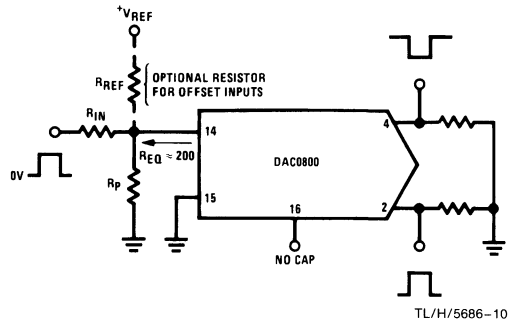 +VREF
RREF
OPTIONAL RESISTOR
FOR OFFSET INPUTS
RIN
14
4
REQ ≈ 200
DAC0800
0V
RP
15
16
2
NO CAP
TL/H/5686-10